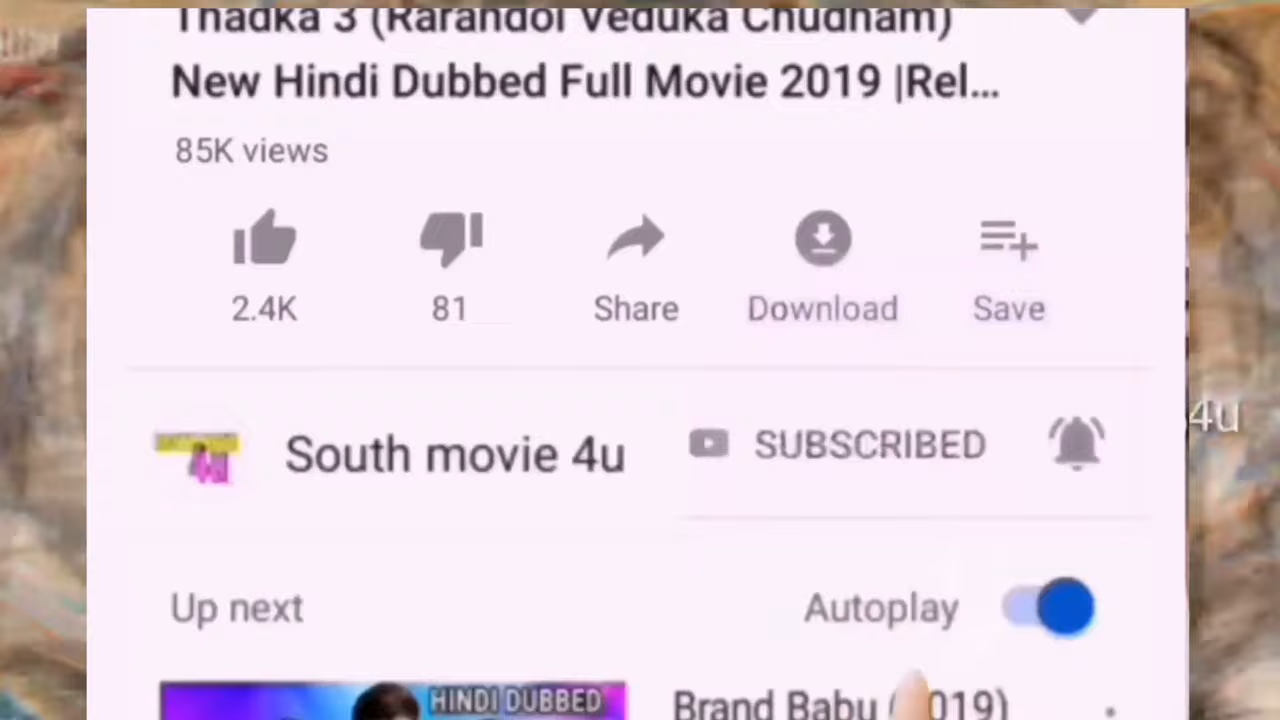 Thadka 3 (Rarandoi Veduka Chudham)
New Hindi Dubbed Full Movie 2019 |Rel...
85K views
2.4K
81
Share
Download
Save
South movie 4u
SUBSCRIBED
4u
Up next
Autoplay
HINDI DUBBED
Brand Babu (2019)